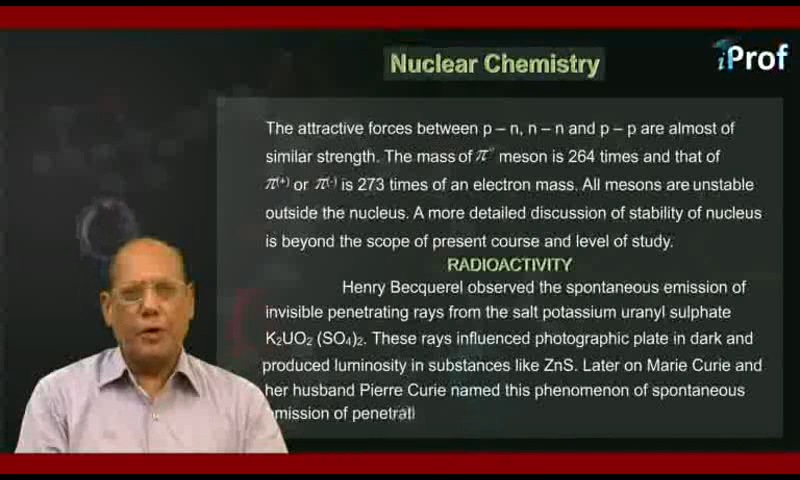 Nuclear Chemistry
iProf
The attractive forces between p – n, n – n and p – p are almost of
similar strength. The mass of π° meson is 264 times and that of
π(+) or π(-) is 273 times of an electron mass. All mesons are unstable
outside the nucleus. A more detailed discussion of stability of nucleus
is beyond the scope of present course and level of study.
RADIOACTIVITY
Henry Becquerel observed the spontaneous emission of
invisible penetrating rays from the salt potassium uranyl sulphate
K₂UO₂ (SO₄)₂. These rays influenced photographic plate in dark and
produced luminosity in substances like ZnS. Later on Marie Curie and
her husband Pierre Curie named this phenomenon of spontaneous
emission of penetrati